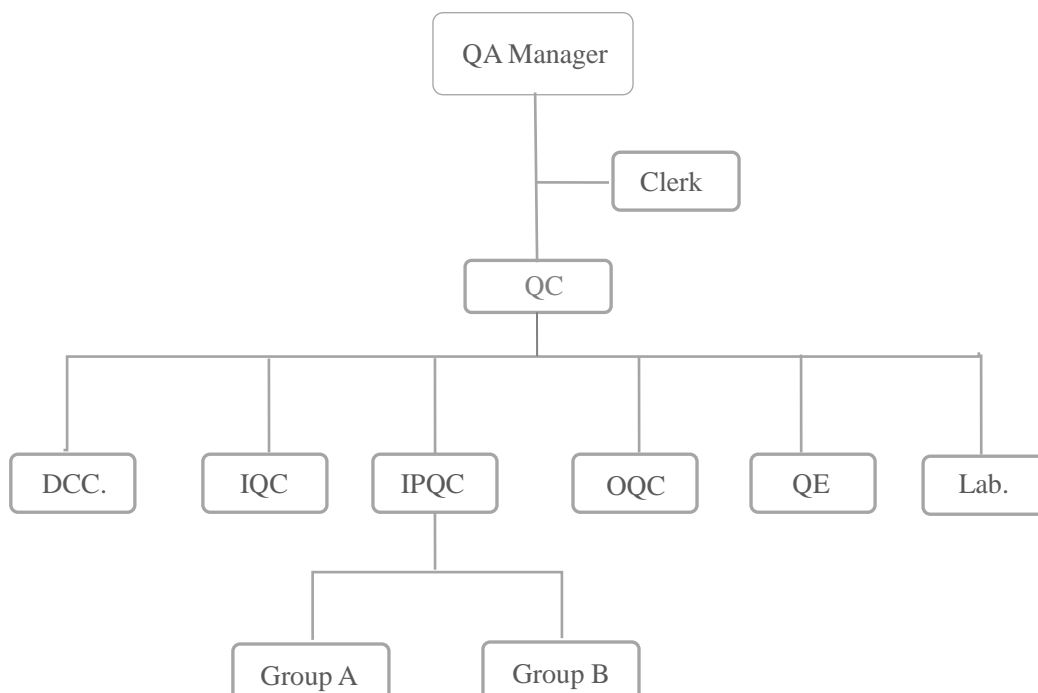 QA Manager
Clerk
QC
DCC.
IQC
IPQC
OQC
QE
Lab.
Group A
Group B